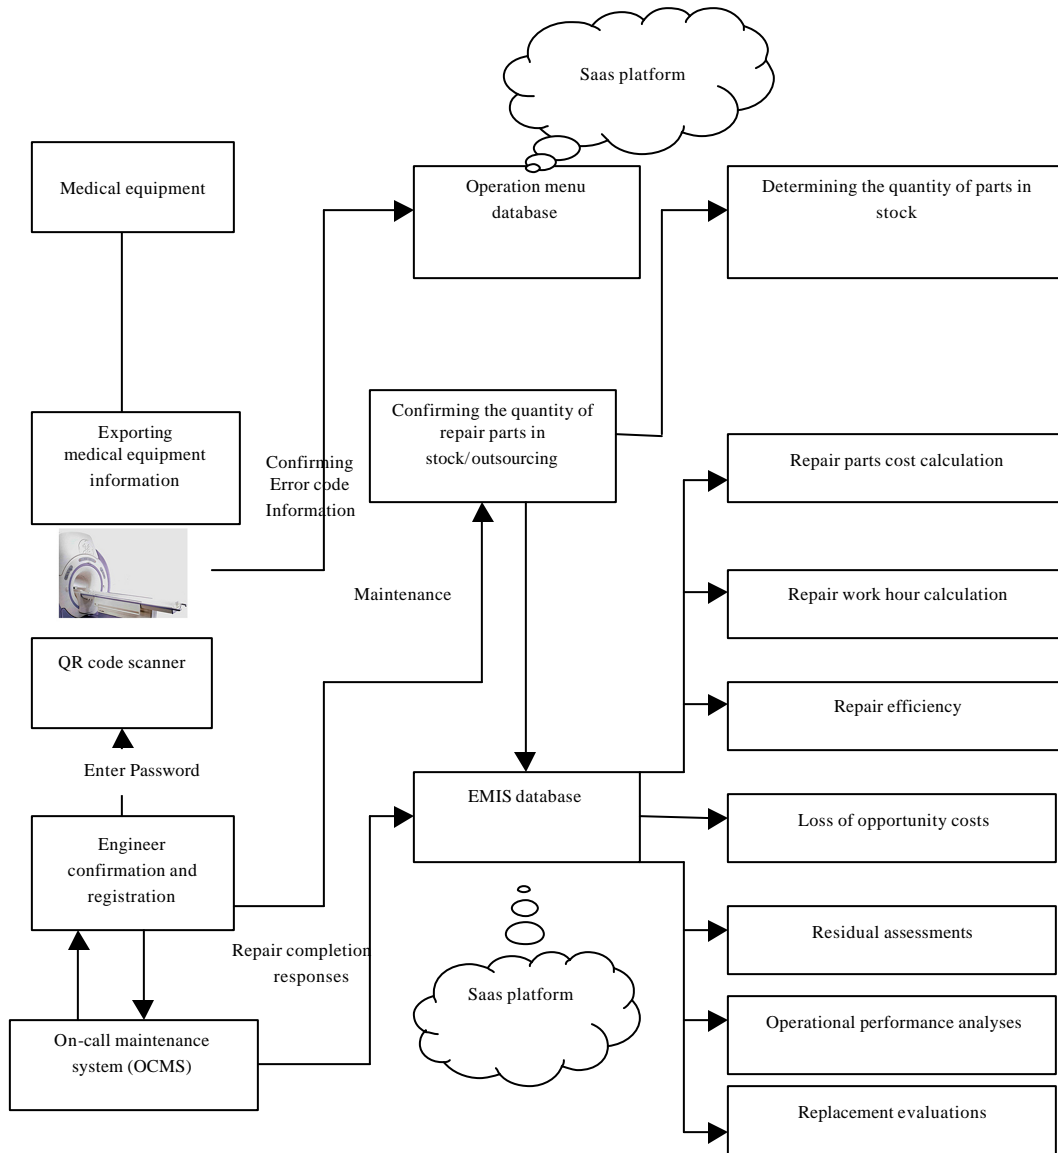 Saas platform
Medical equipment
Operation menu
database
Determining the quantity of parts in
stock
Exporting
medical equipment
information
Confirming
Error code
Information
Confirming the quantity of
repair parts in
stock/outsourcing
Repair parts cost calculation
Maintenance
Repair work hour calculation
QR code scanner
Repair efficiency
Enter Password
EMIS database
Loss of opportunity costs
Engineer
confirmation and
registration
Repair completion
responses
Saas platform
Residual assessments
On-call maintenance
system (OCMS)
Operational performance analyses
Replacement evaluations